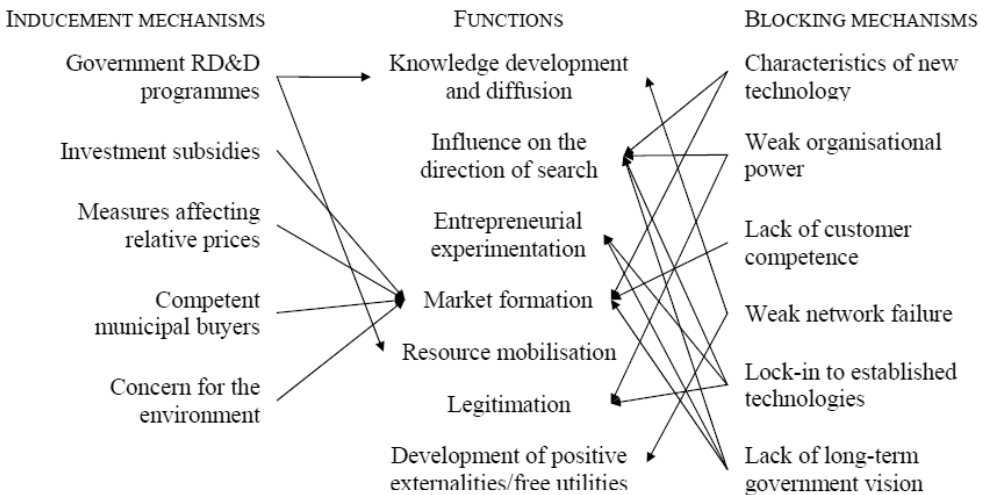 INDUCEMENT MECHANISMS
FUNCTIONS
BLOCKING MECHANISMS
Government RD&D
programmes
Investment subsidies
Measures affecting
relative prices
Competent
municipal buyers
Concern for the
environment
Knowledge development
and diffusion
Influence on the
direction of search
Entrepreneurial
experimentation
Market formation
Resource mobilisation
Legitimation
Development of positive
externalities/free utilities
Characteristics of new
technology
Weak organisational
power
Lack of customer
competence
Weak network failure
Lock-in to established
technologies
Lack of long-term
government vision